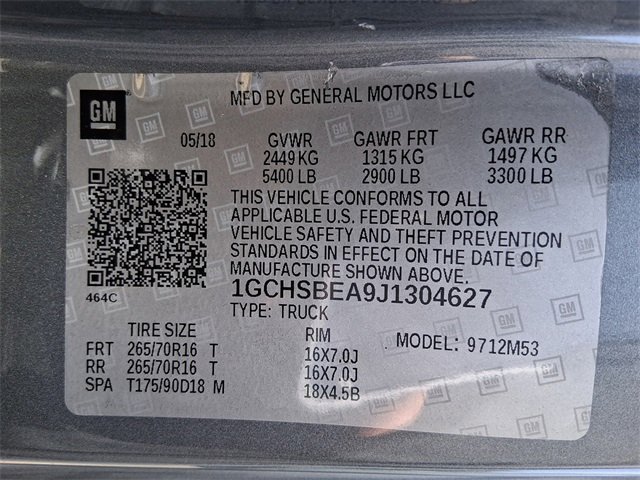 GM
MFD BY GENERAL MOTORS LLC
05/18 GVWR GAWR FRT GAWR RR
2449 KG 1315 KG 1497 KG
5400 LB 2900 LB 3300 LB
THIS VEHICLE CONFORMS TO ALL
APPLICABLE U.S. FEDERAL MOTOR
VEHICLE SAFETY AND THEFT PREVENTION
STANDARDS IN EFFECT ON THE DATE OF
MANUFACTURE SHOWN ABOVE.
464C
1GCHSBEA9J1304627
TYPE: TRUCK
TIRE SIZE RIM MODEL: 9712M53
FRT 265/70R16 T 16X7.0J
RR 265/70R16 T 16X7.0J
SPA T175/90D18 M 18X4.5B